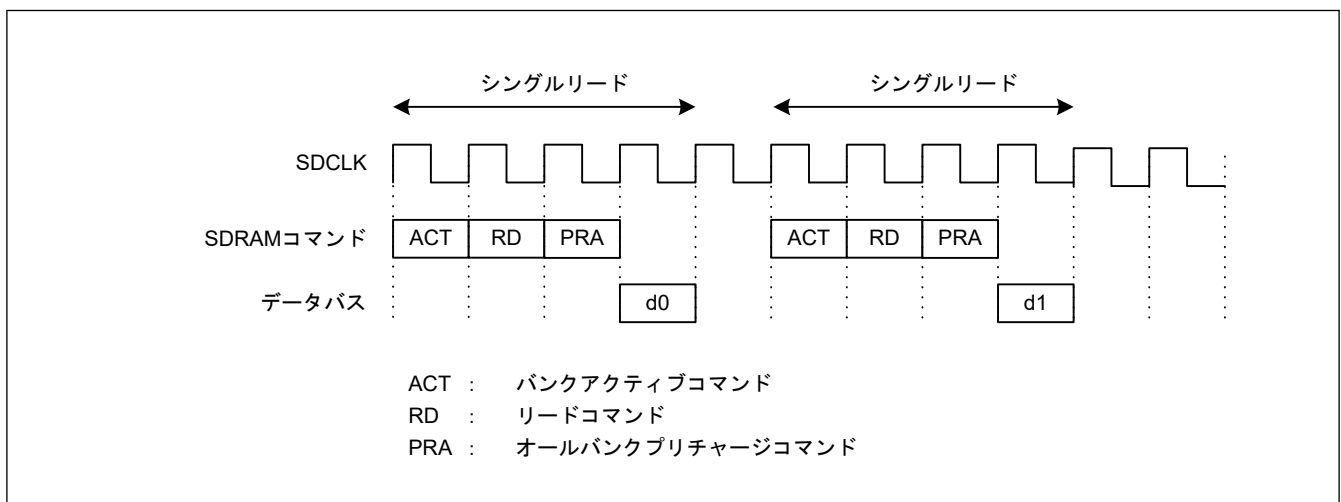 シングルリード シングルリード
SDCLK
SDRAMコマンド ACT RD PRA ACT RD PRA
データバス d0 d1
ACT : バンクアクティブコマンド
RD : リードコマンド
PRA : オールバンクプリチャージコマンド